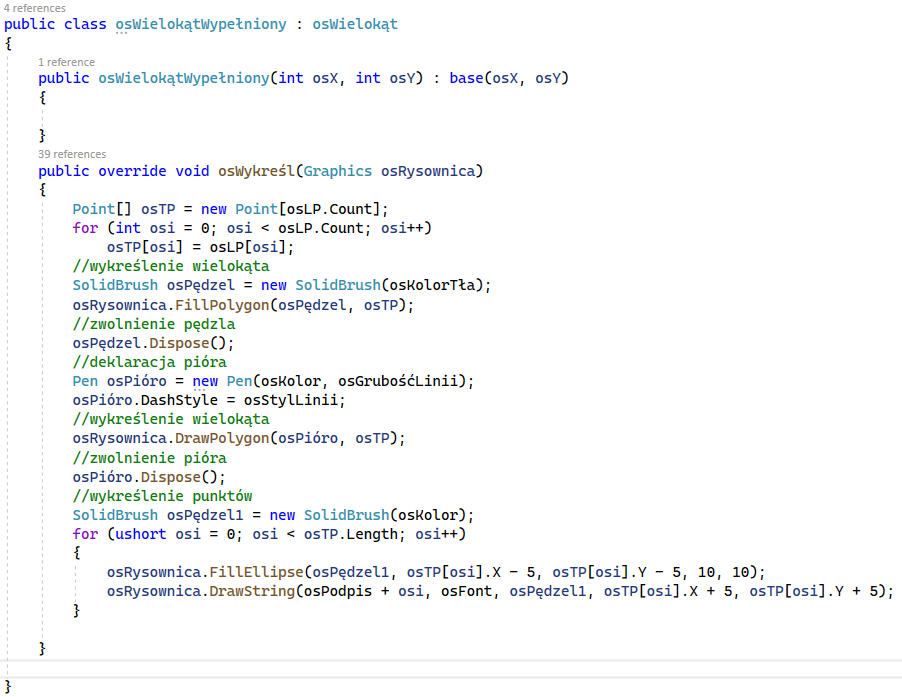 4 references
public class osWielokątWypełniony : osWielokąt
{
1 reference
public osWielokątWypełniony(int osX, int osY) : base(osX, osY)
{
}
39 references
public override void osWykreśl(Graphics osRysownica)
{
Point[] osTP = new Point[osLP.Count];
for (int osi = 0; osi < osLP.Count; osi++)
osTP[osi] = osLP[osi];
//wykreślenie wielokąta
SolidBrush osPędzel = new SolidBrush(osKolorTła);
osRysownica.FillPolygon(osPędzel, osTP);
//zwolnienie pędzla
osPędzel.Dispose();
//deklaracja pióra
Pen osPióro = new Pen(osKolor, osGrubośćLinii);
osPióro.DashStyle = osStylLinii;
//wykreślenie wielokąta
osRysownica.DrawPolygon(osPióro, osTP);
//zwolnienie pióra
osPióro.Dispose();
//wykreślenie punktów
SolidBrush osPędzel1 = new SolidBrush(osKolor);
for (ushort osi = 0; osi < osTP.Length; osi++)
{
osRysownica.FillEllipse(osPędzel1, osTP[osi].X - 5, osTP[osi].Y - 5, 10, 10);
osRysownica.DrawString(osPodpis + osi, osFont, osPędzel1, osTP[osi].X + 5, osTP[osi].Y + 5);
}
}
}